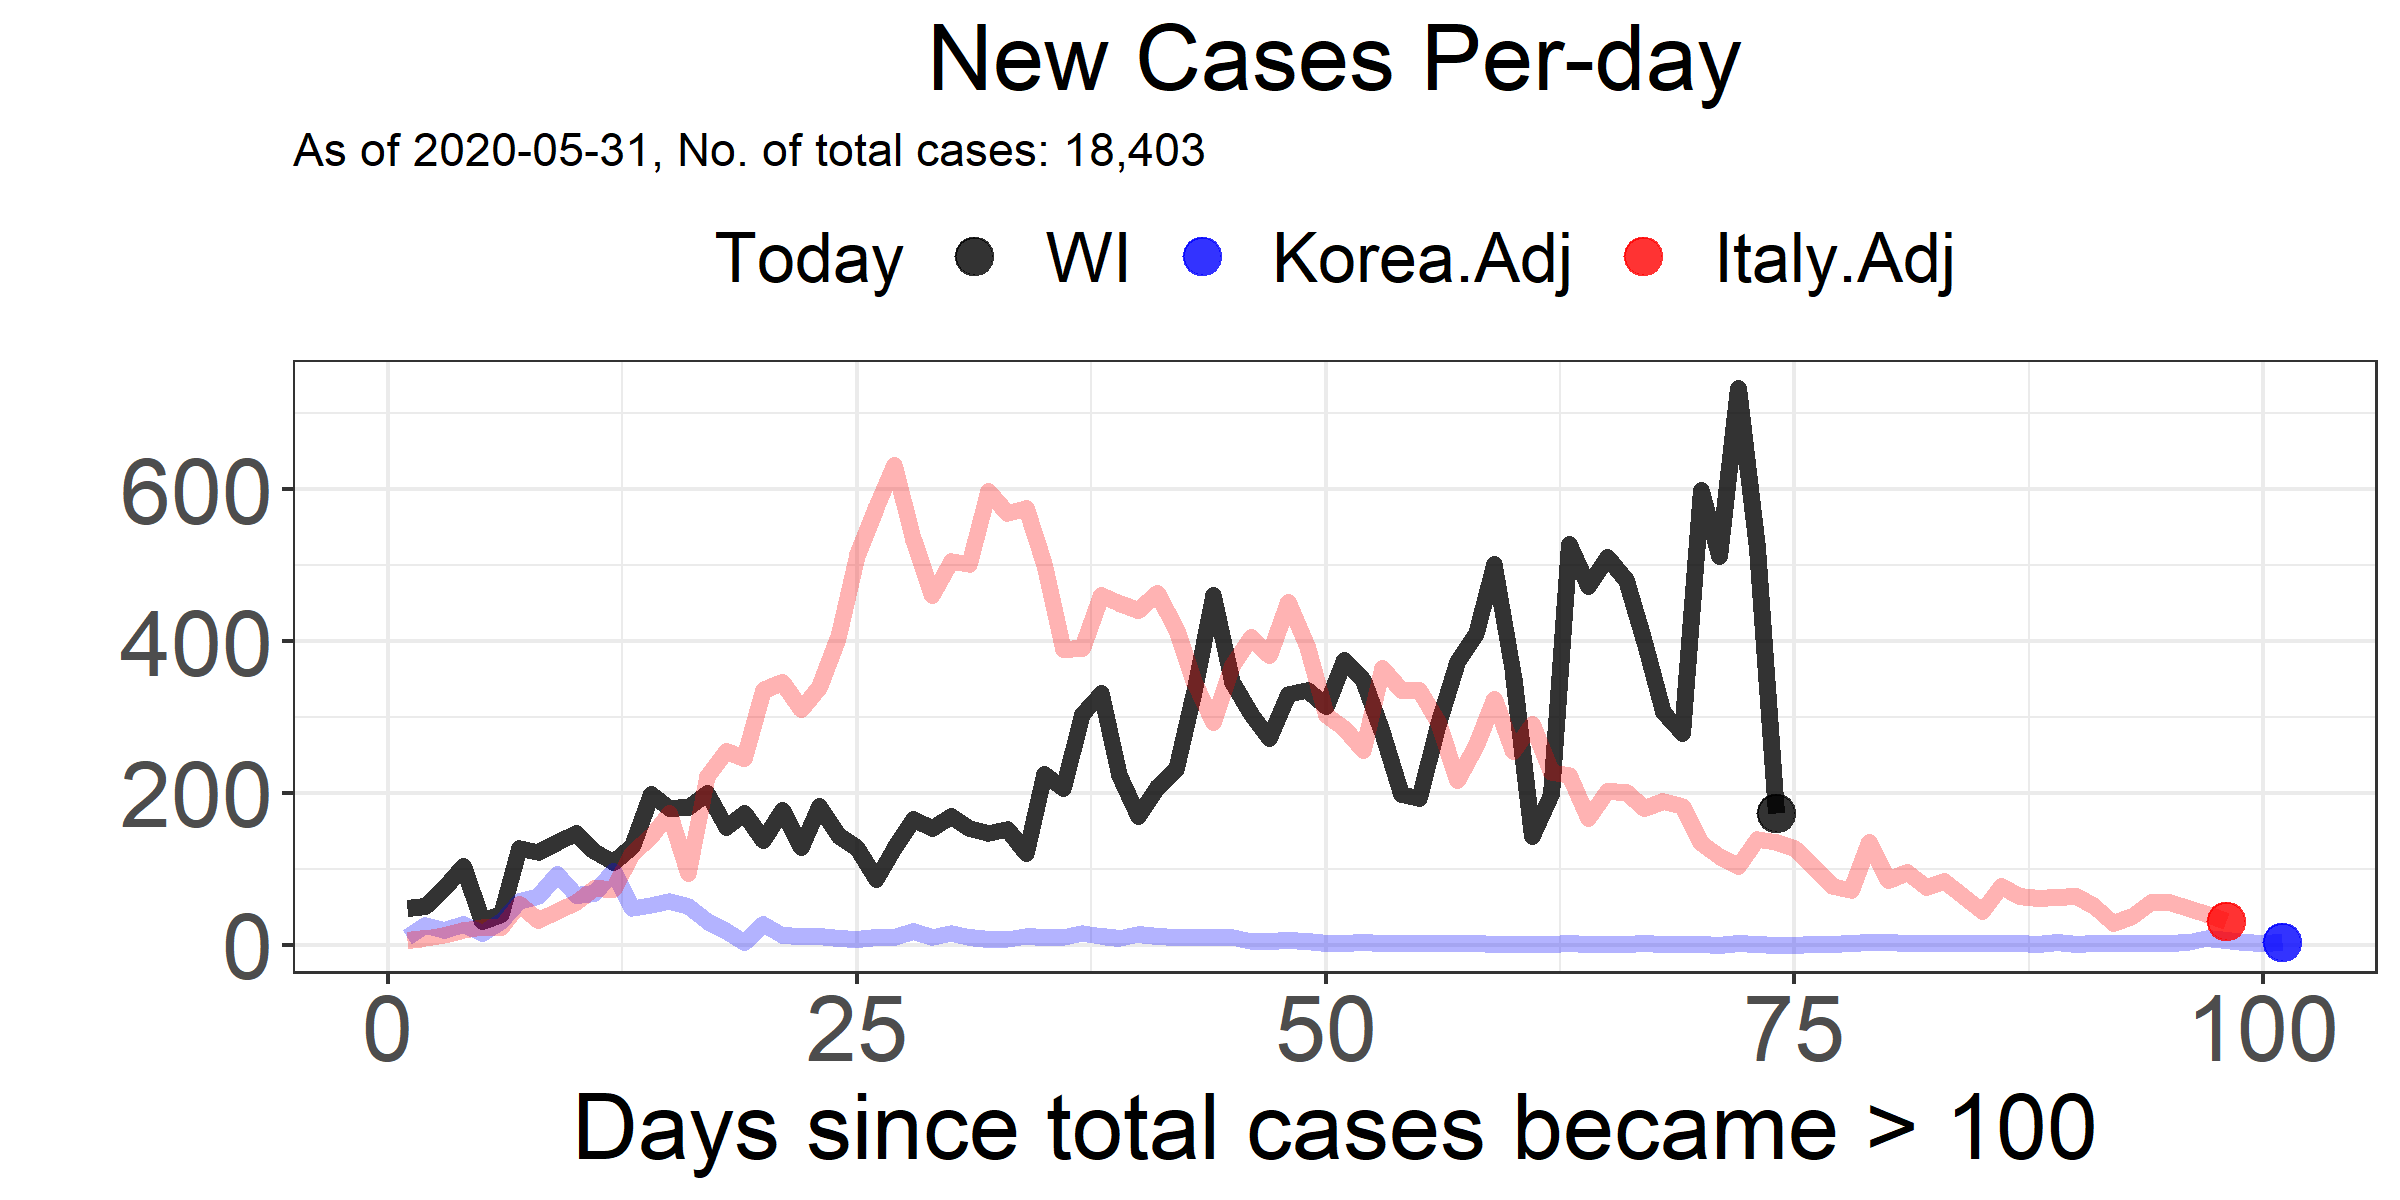 New Cases Per-day
As of 2020-05-31, No. of total cases: 18,403
Today WI Korea.Adj Italy.Adj
600
400
200
0
0 25 50 75 100
Days since total cases became > 100